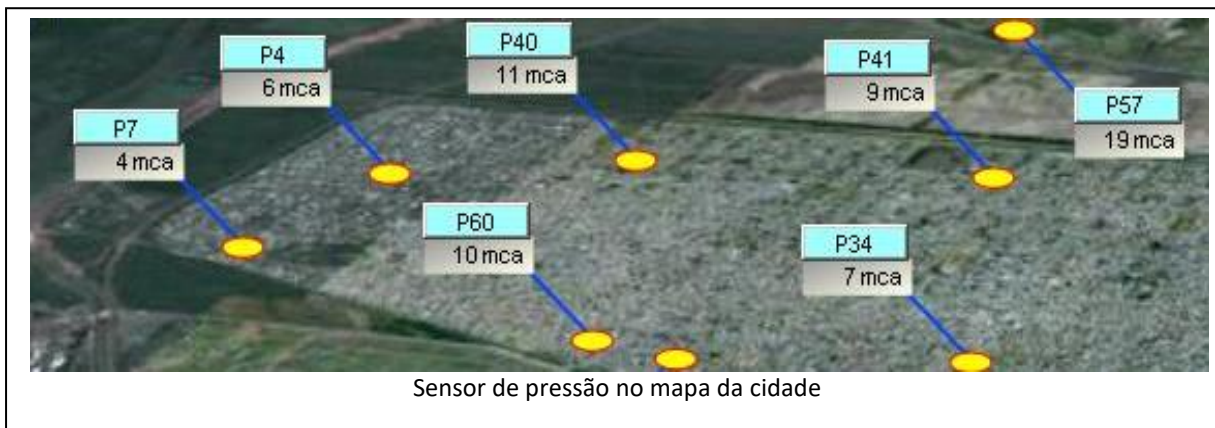 P4
6 mca
P40
11 mca
P41
9 mca
P57
19 mca
P7
4 mca
P60
10 mca
P34
7 mca
Sensor de pressão no mapa da cidade